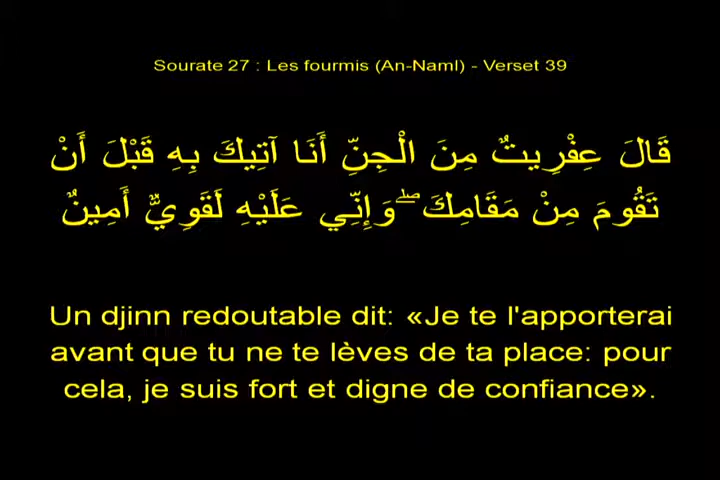 Sourate 27 : Les fourmis (An-Naml) - Verset 39
قَالَ عِفْرِيتٌ مِنَ الْجِنِّ أَنَا آتِيكَ بِهِ قَبْلَ أَنْ
تَقُومَ مِنْ مَقَامِكَ ۖ وَإِنِّي عَلَيْهِ لَقَوِيٌّ أَمِينٌ
Un djinn redoutable dit: «Je te l'apporterai
avant que tu ne te lèves de ta place: pour
cela, je suis fort et digne de confiance».